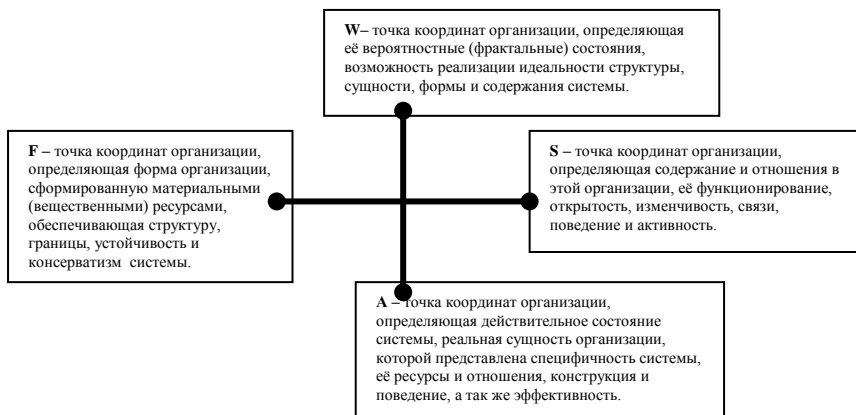 W– точка координат организации, определяющая
её вероятностные (фрактальные) состояния,
возможность реализации идеальности структуры,
сущности, формы и содержания системы.
F – точка координат организации,
определяющая форма организации,
сформированную материальными
(вещественными) ресурсами,
обеспечивающая структуру,
границы, устойчивость и
консерватизм системы.
S – точка координат организации,
определяющая содержание и отношения в
этой организации, её функционирование,
открытость, изменчивость, связи,
поведение и активность.
A – точка координат организации,
определяющая действительное состояние
системы, реальная сущность организации,
которой представлена специфичность системы,
её ресурсы и отношения, конструкция и
поведение, а так же эффективность.